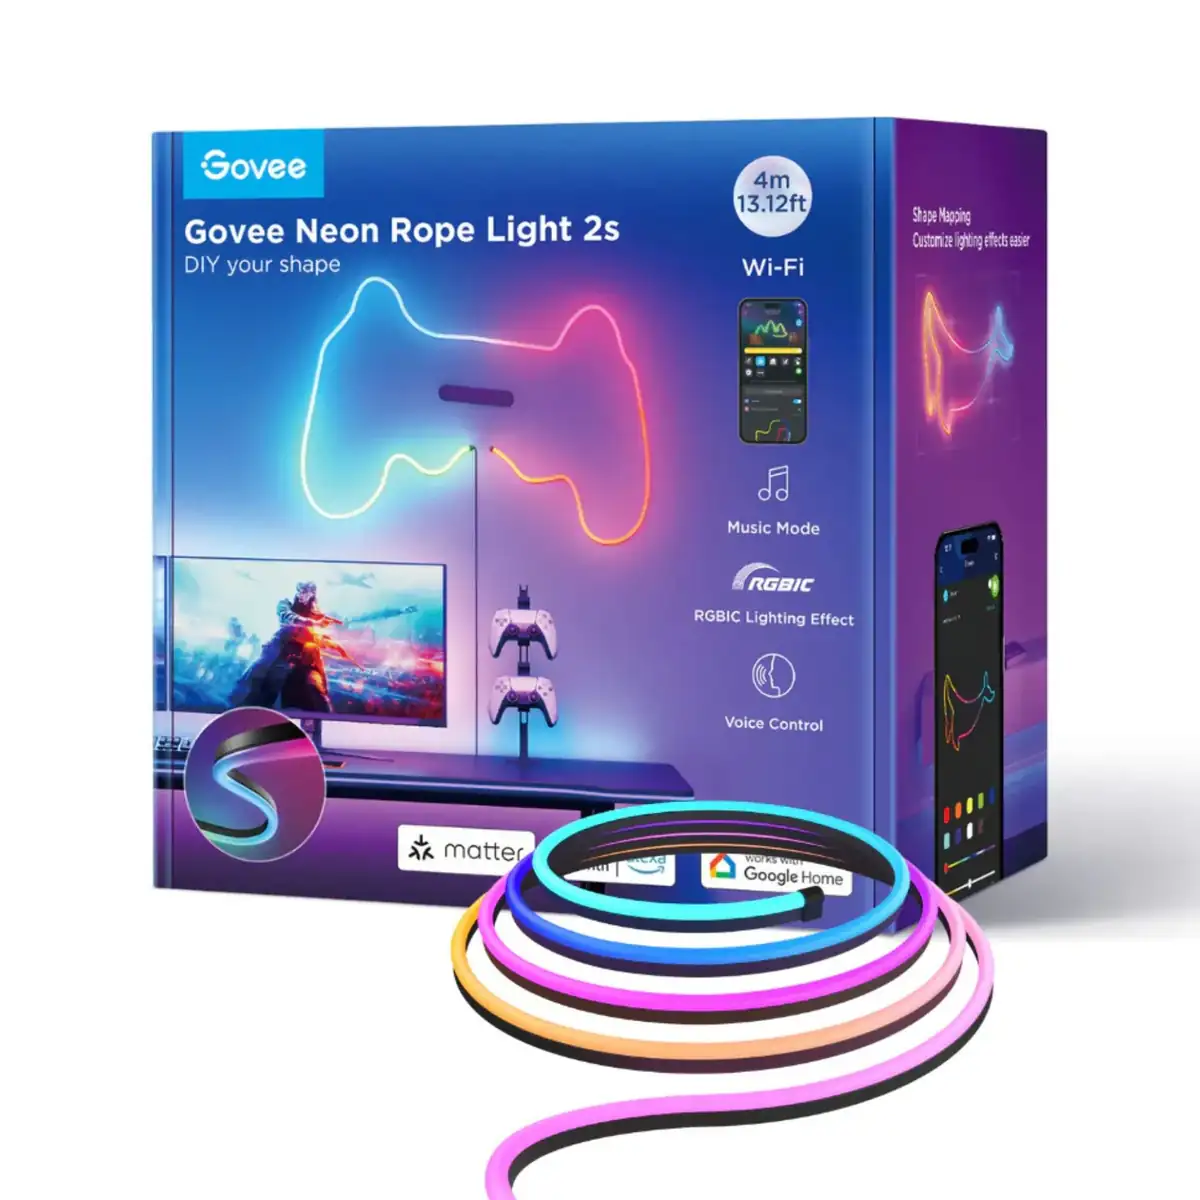 Govee
Govee Neon Rope Light 2s
DIY your shape
4m
13.12ft
Wi-Fi
Music Mode
RGBIC
RGBIC Lighting Effect
Voice Control
matter
works with
Google Home
Shape Mapping
Customize lighting effects easier